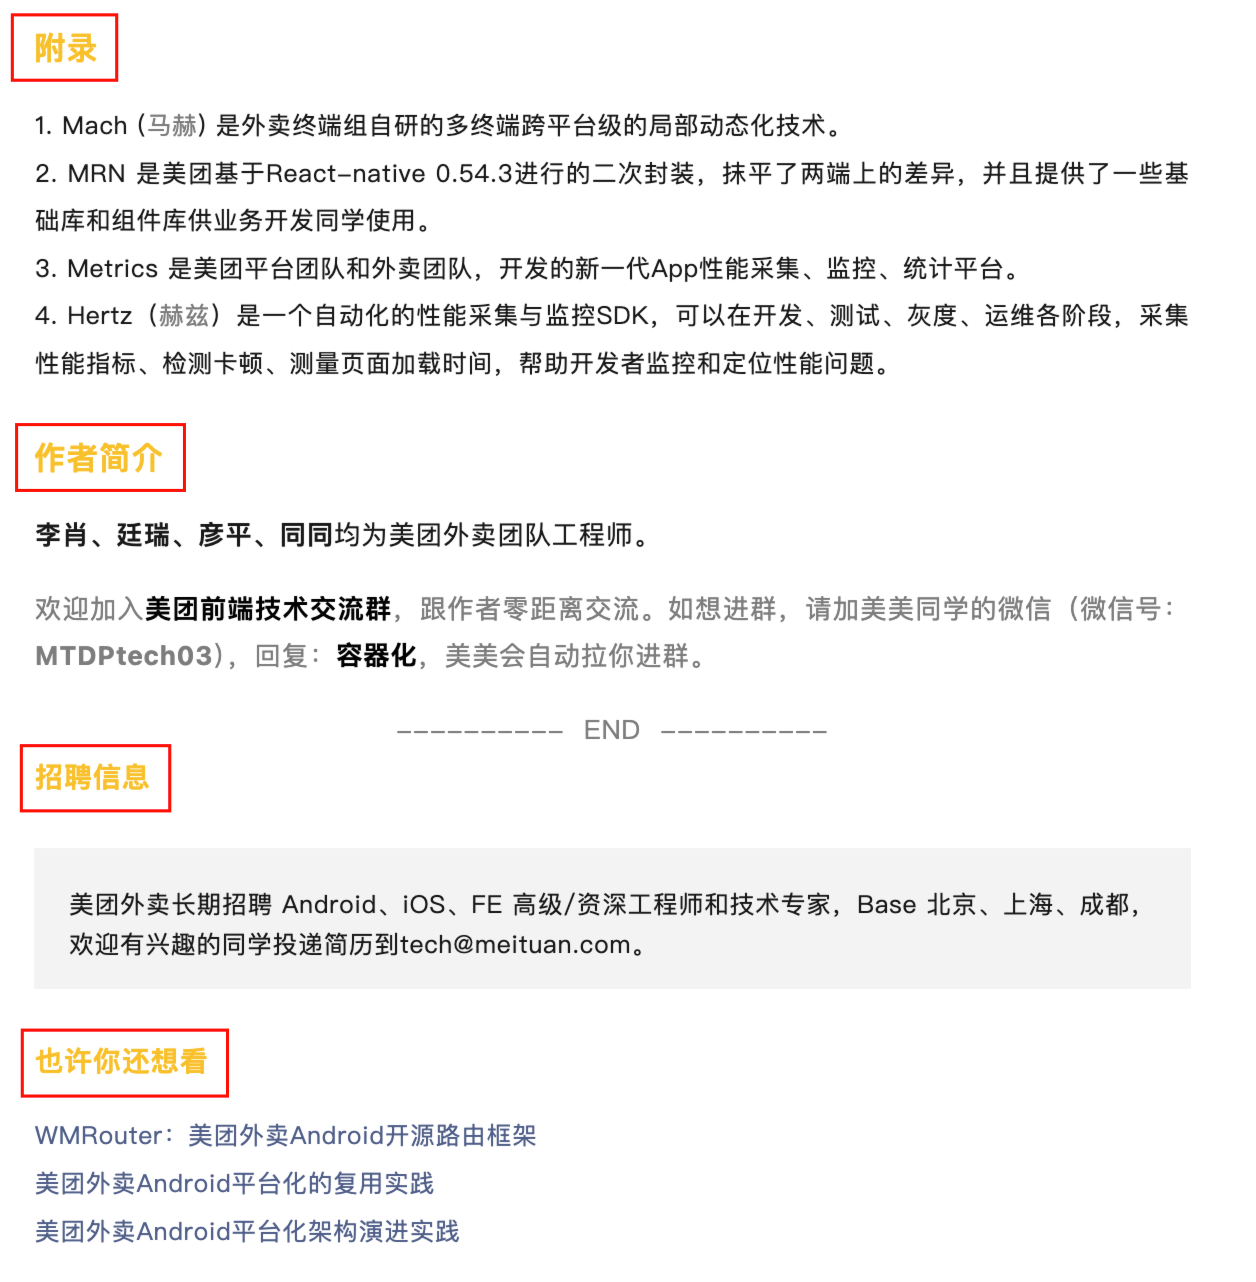 附录
1. Mach (马赫) 是外卖终端组自研的多终端跨平台级的局部动态化技术。
2. MRN 是美团基于React-native 0.54.3进行的二次封装，抹平了两端上的差异，并且提供了一些基
础库和组件库供业务开发同学使用。
3. Metrics 是美团平台团队和外卖团队，开发的新一代App性能采集、监控、统计平台。
4. Hertz（赫兹）是一个自动化的性能采集与监控SDK，可以在开发、测试、灰度、运维各阶段，采集
性能指标、检测卡顿、测量页面加载时间，帮助开发者监控和定位性能问题。
作者简介
李肖、廷瑞、彦平、同同均为美团外卖团队工程师。
欢迎加入美团前端技术交流群，跟作者零距离交流。如想进群，请加美美同学的微信（微信号：
MTDPtech03），回复：容器化，美美会自动拉你进群。
---------- END ----------
招聘信息
美团外卖长期招聘 Android、iOS、FE 高级/资深工程师和技术专家，Base 北京、上海、成都，
欢迎有兴趣的同学投递简历到tech@meituan.com。
也许你还想看
WMRouter：美团外卖Android开源路由框架
美团外卖Android平台化的复用实践
美团外卖Android平台化架构演进实践